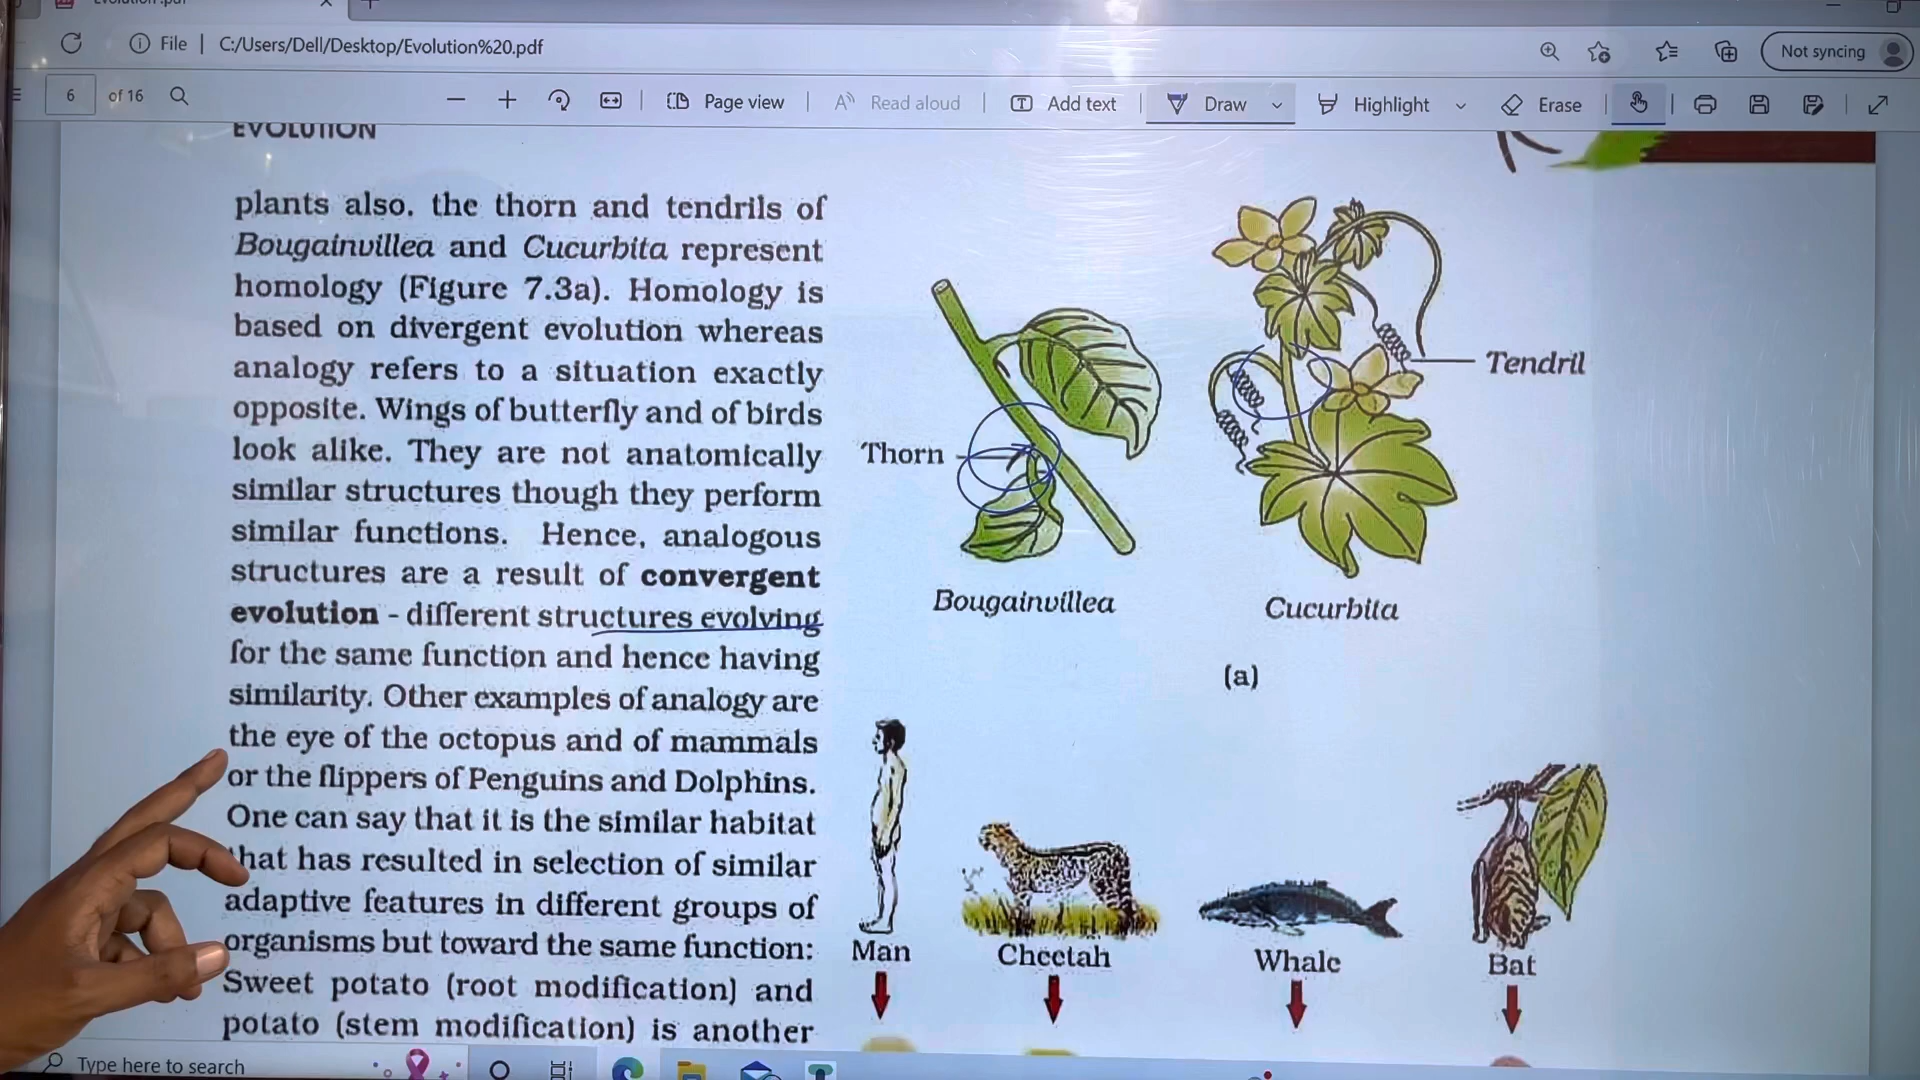 File | C:/Users/Dell/Desktop/Evolution%20.pdf
Not syncing
6 of 16
Page view
Read aloud
Add text
Draw
Highlight
Erase
EVOLUTION
plants also, the thorn and tendrils of
Bougainvillea and Cucurbita represent
homology (Figure 7.3a). Homology is
based on divergent evolution whereas
analogy refers to a situation exactly
opposite. Wings of butterfly and of birds
look alike. They are not anatomically
similar structures though they perform
similar functions. Hence, analogous
structures are a result of convergent
evolution - different structures evolving
for the same function and hence having
similarity. Other examples of analogy are
the eye of the octopus and of mammals
or the flippers of Penguins and Dolphins.
One can say that it is the similar habitat
that has resulted in selection of similar
adaptive features in different groups of
organisms but toward the same function:
Sweet potato (root modification) and
potato (stem modification) is another
Thorn
Tendril
Bougainvillea
Cucurbita
(a)
Man
Cheetah
Whale
Bat
Type here to search